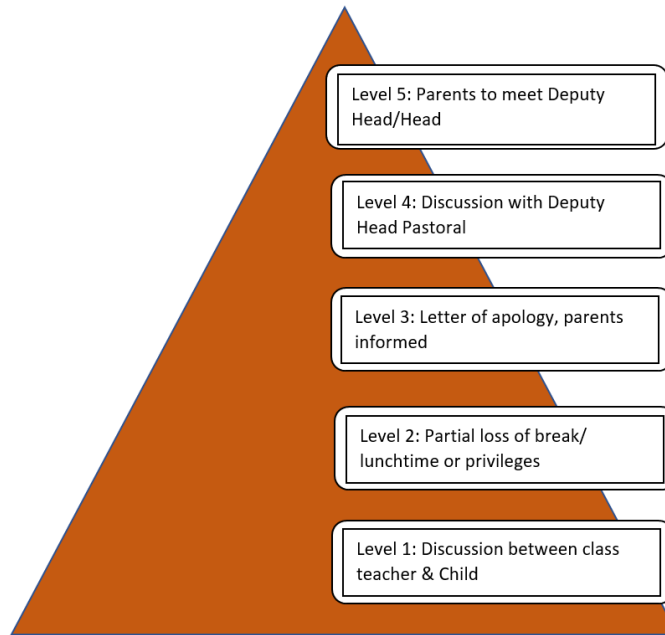 Level 5: Parents to meet Deputy
Head/Head
Level 4: Discussion with Deputy
Head Pastoral
Level 3: Letter of apology, parents
informed
Level 2: Partial loss of break/
lunchtime or privileges
Level 1: Discussion between class
teacher & Child